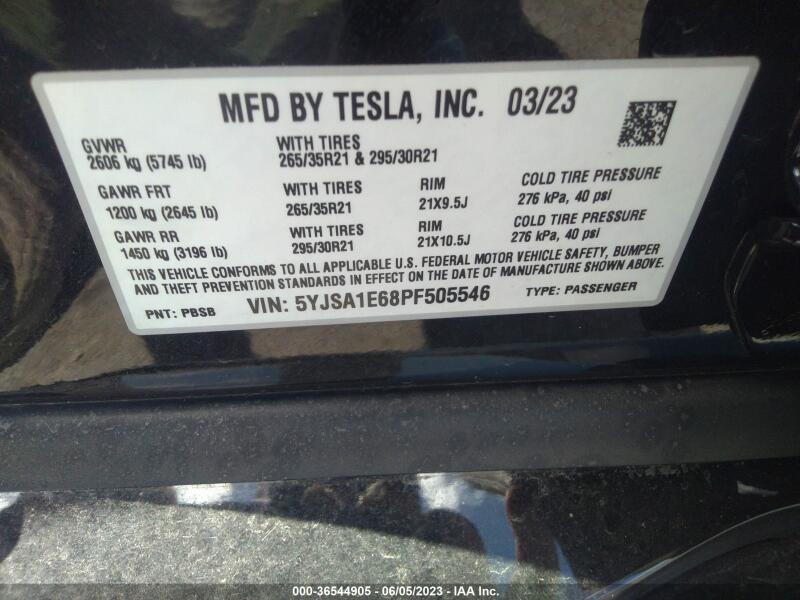 MFD BY TESLA, INC. 03/23
GVWR WITH TIRES
2606 kg (5745 lb) 265/35R21 & 295/30R21
GAWR FRT WITH TIRES RIM COLD TIRE PRESSURE
1200 kg (2645 lb) 265/35R21 21X9.5J 276 kPa, 40 psi
GAWR RR WITH TIRES RIM COLD TIRE PRESSURE
1450 kg (3196 lb) 295/30R21 21X10.5J 276 kPa, 40 psi
THIS VEHICLE CONFORMS TO ALL APPLICABLE U.S. FEDERAL MOTOR VEHICLE SAFETY, BUMPER
AND THEFT PREVENTION STANDARDS IN EFFECT ON THE DATE OF MANUFACTURE SHOWN ABOVE.
PNT: PBSB VIN: 5YJSA1E68PF505546 TYPE: PASSENGER
000-36544905 - 06/05/2023 - IAA Inc.